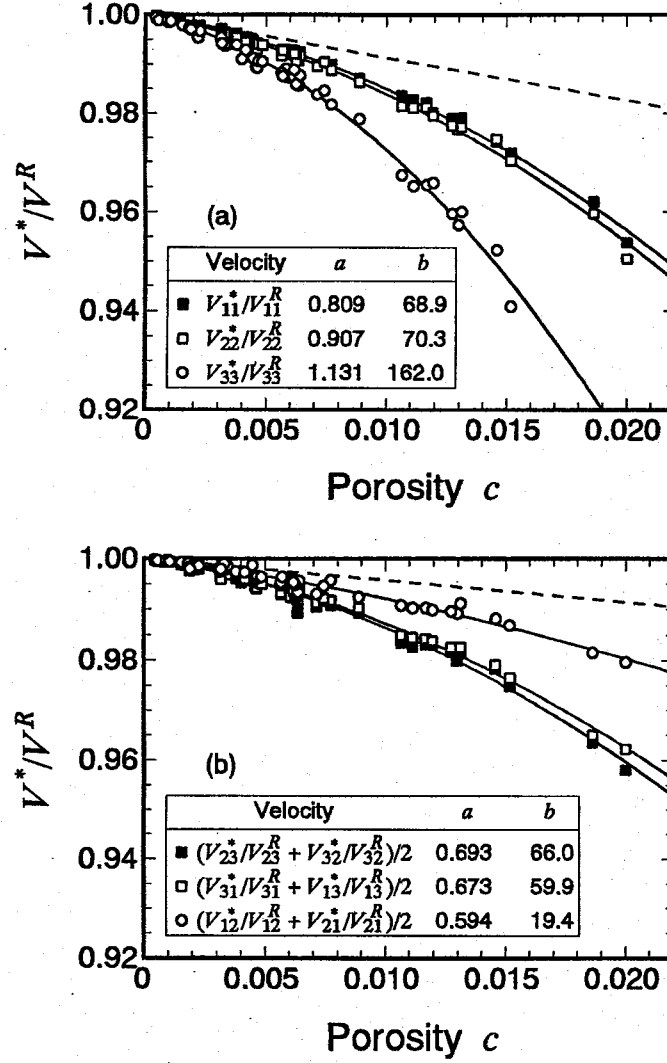 1.00
0.98
0.96
0.94
0.92
V*/V^R
(a)
Velocity a b
■ V*11/V^R11 0.809 68.9
□ V*22/V^R22 0.907 70.3
○ V*33/V^R33 1.131 162.0
0 0.005 0.010 0.015 0.020
Porosity c
1.00
0.98
0.96
0.94
0.92
V*/V^R
(b)
Velocity a b
■ (V*23/V^R23 + V*32/V^R32)/2 0.693 66.0
□ (V*31/V^R31 + V*13/V^R13)/2 0.673 59.9
○ (V*12/V^R12 + V*21/V^R21)/2 0.594 19.4
0 0.005 0.010 0.015 0.020
Porosity c